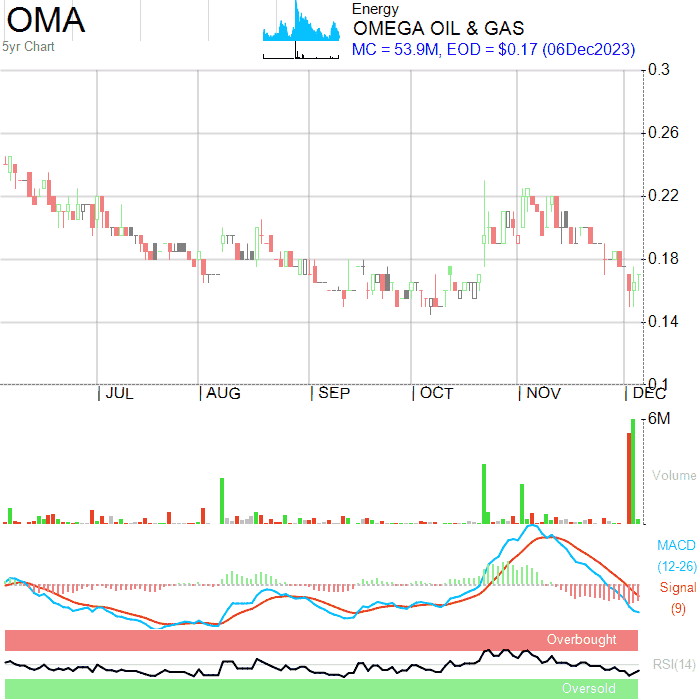 OMA
5yr Chart
Energy
OMEGA OIL & GAS
MC = 53.9M, EOD = $0.17 (06Dec2023)
0.3
0.26
0.22
0.18
0.14
0.1
JUL AUG SEP OCT NOV DEC
6M
Volume
MACD
(12-26)
Signal
(9)
Overbought
RSI(14)
Oversold